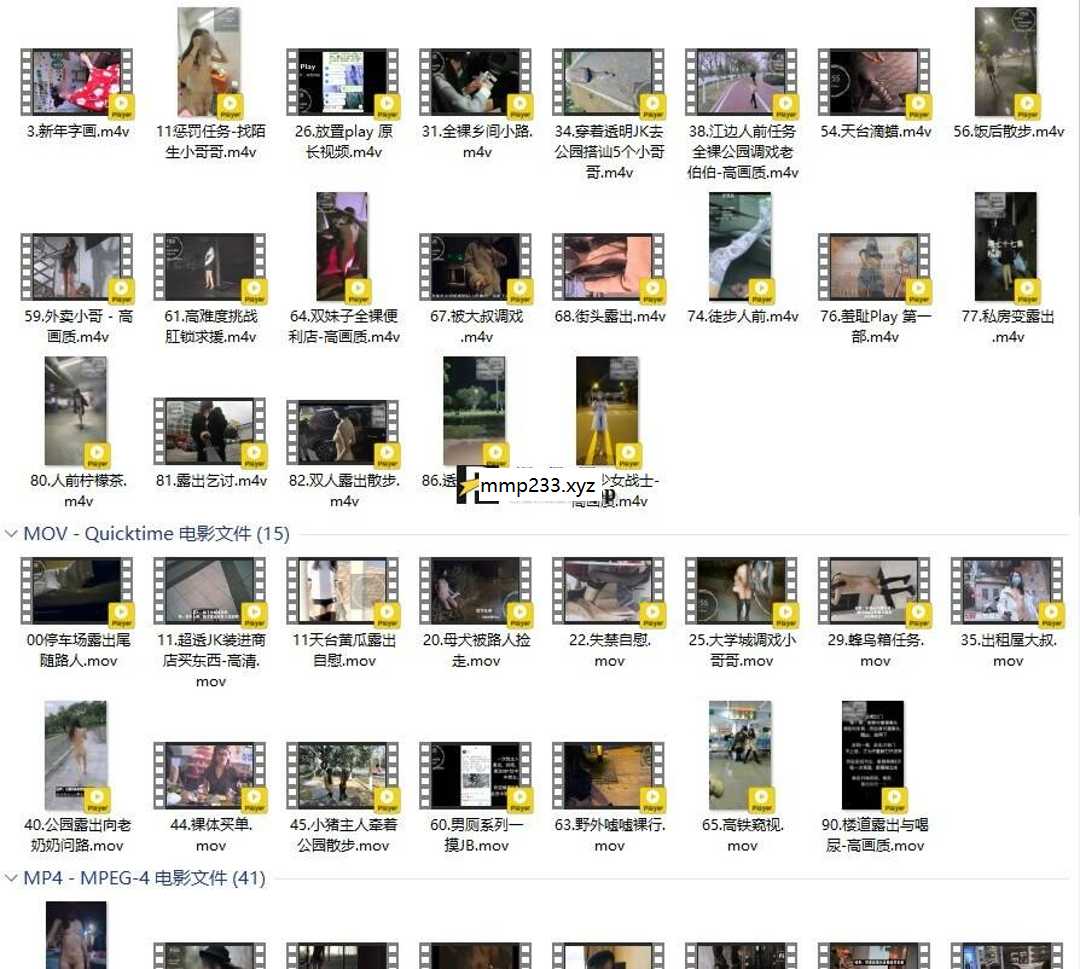 3.新年字画.m4v
11惩罚任务-找陌
生小哥哥.m4v
26.放置play 原
长视频.m4v
31.全裸乡间小路.
m4v
34.穿着透明JK去
公园搭讪5个小哥
哥.m4v
38.江边人前任务
全裸公园调戏老
伯伯-高画质.m4v
54.天台滴蜡.m4v
56.饭后散步.m4v
59.外卖小哥 - 高
画质.m4v
61.高难度挑战
肛锁求援.m4v
64.双妹子全裸便
利店-高画质.m4v
67.被大叔调戏
.m4v
68.街头露出.m4v
74.徒步人前.m4v
76.羞耻Play 第一
部.m4v
77.私房变露出
.m4v
80.人前柠檬茶.
m4v
81.露出乞讨.m4v
82.双人露出散步.
m4v
86.透
mmp233.xyz
少女战士-
高画质.m4v
MOV - Quicktime 电影文件 (15)
00停车场露出尾
随路人.mov
11.超透JK装进商
店买东西-高清.
mov
11天台黄瓜露出
自慰.mov
20.母犬被路人捡
走.mov
22.失禁自慰.
mov
25.大学城调戏小
哥哥.mov
29.蜂鸟箱任务.
mov
35.出租屋大叔.
mov
40.公园露出向老
奶奶问路.mov
44.裸体买单.
mov
45.小猪主人牵着
公园散步.mov
60.男厕系列一
摸JB.mov
63.野外嘘嘘裸行.
mov
65.高铁窥视.
mov
90.楼道露出与喝
尿-高画质.mov
MP4 - MPEG-4 电影文件 (41)